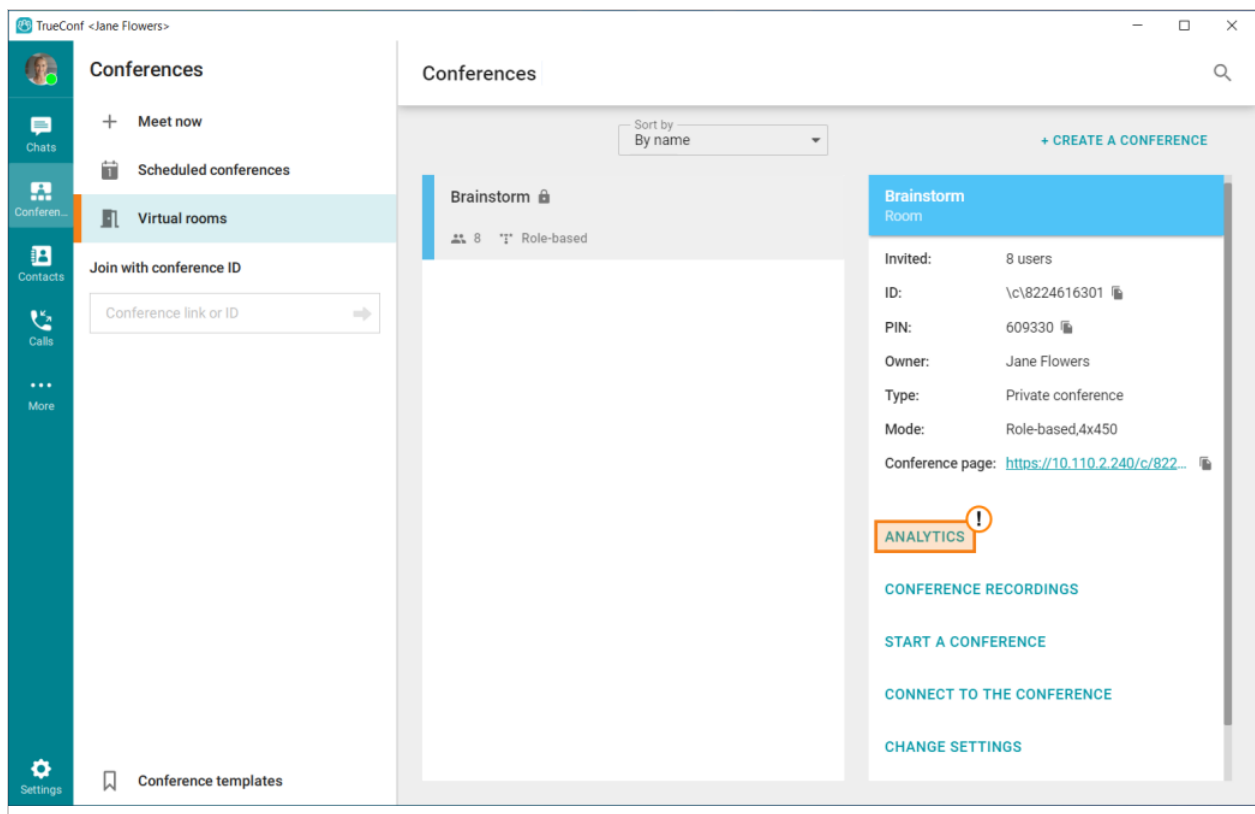 TrueConf <Jane Flowers>
Chats
Conferen...
Contacts
Calls
More
Settings
Conferences
Meet now
1
Scheduled conferences
Virtual rooms
Join with conference ID
Conference link or ID
Conference templates
Conferences
Sort by
By name
+ CREATE A CONFERENCE
Brainstorm
8 Role-based
Brainstorm
Room
Invited: 8 users
ID: \c\8224616301
PIN: 609330
Owner: Jane Flowers
Type: Private conference
Mode: Role-based,4x450
Conference page: https://10.110.2.240/c/822...
!
ANALYTICS
CONFERENCE RECORDINGS
START A CONFERENCE
CONNECT TO THE CONFERENCE
CHANGE SETTINGS